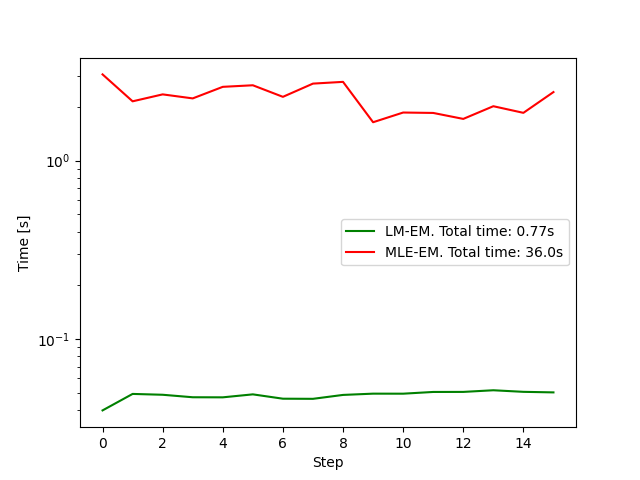 10⁰
10⁻¹
Time [s]
LM-EM. Total time: 0.77s
MLE-EM. Total time: 36.0s
0 2 4 6 8 10 12 14
Step